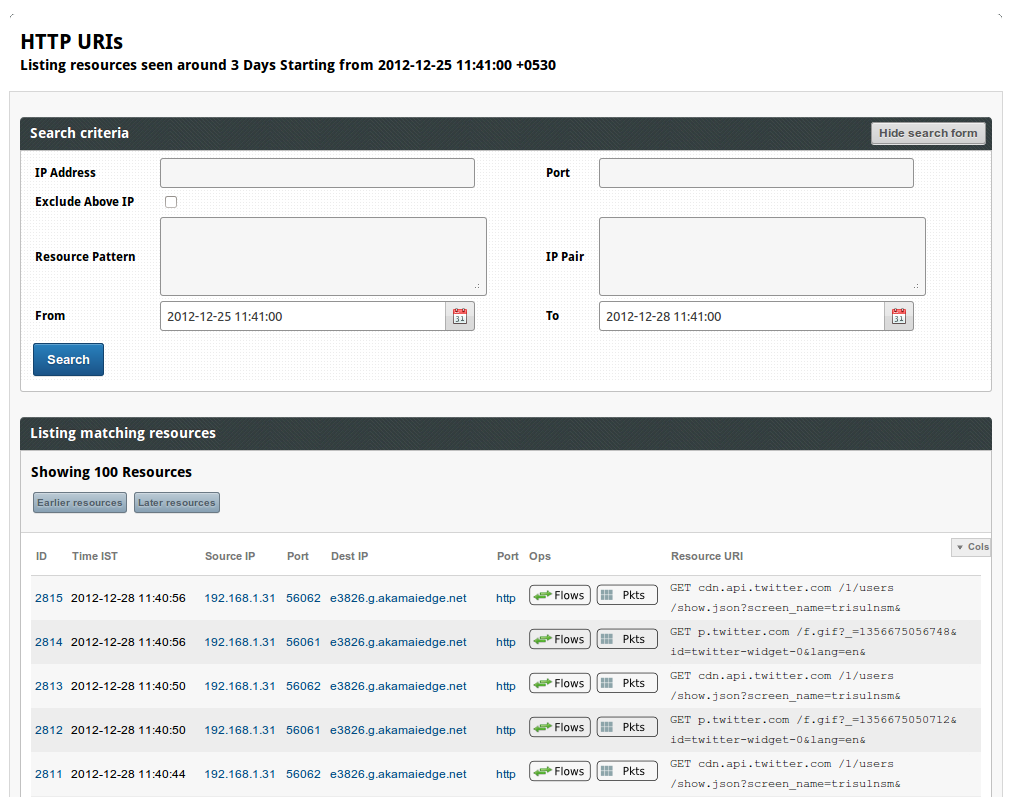 HTTP URIs
Listing resources seen around 3 Days Starting from 2012-12-25 11:41:00 +0530
Search criteria Hide search form
IP Address Port
Exclude Above IP
Resource Pattern IP Pair
From 2012-12-25 11:41:00 31 To 2012-12-28 11:41:00 31
Search
Listing matching resources
Showing 100 Resources
Earlier resources Later resources
Cols
ID Time IST Source IP Port Dest IP Port Ops Resource URI
2815 2012-12-28 11:40:56 192.168.1.31 56062 e3826.g.akamaiedge.net http Flows Pkts GET cdn.api.twitter.com /1/users
/show.json?screen_name=trisulnsm&
2814 2012-12-28 11:40:56 192.168.1.31 56061 e3826.g.akamaiedge.net http Flows Pkts GET p.twitter.com /f.gif?_=1356675056748&
id=twitter-widget-0&lang=en&
2813 2012-12-28 11:40:50 192.168.1.31 56062 e3826.g.akamaiedge.net http Flows Pkts GET cdn.api.twitter.com /1/users
/show.json?screen_name=trisulnsm&
2812 2012-12-28 11:40:50 192.168.1.31 56061 e3826.g.akamaiedge.net http Flows Pkts GET p.twitter.com /f.gif?_=1356675050712&
id=twitter-widget-0&lang=en&
2811 2012-12-28 11:40:44 192.168.1.31 56062 e3826.g.akamaiedge.net http Flows Pkts GET cdn.api.twitter.com /1/users
/show.json?screen_name=trisulnsm&